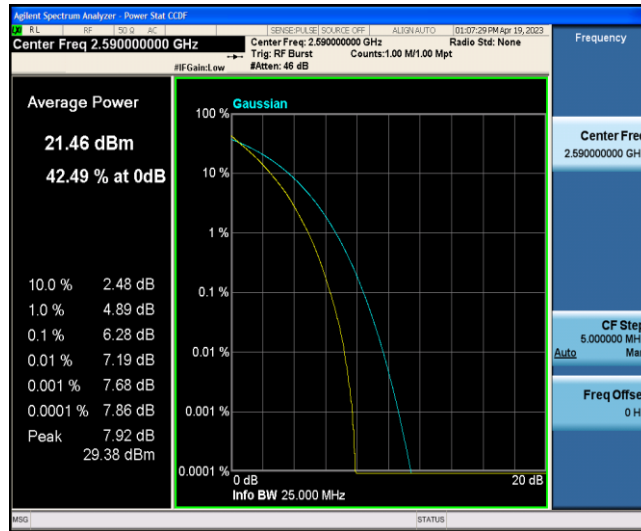 Agilent Spectrum Analyzer - Power Stat CCDF
RL RF 50 Ω AC SENSE:PULSE SOURCE OFF ALIGN AUTO 01:07:29 PM Apr 19, 2023
Center Freq 2.590000000 GHz
Center Freq: 2.590000000 GHz Radio Std: None
Trig: RF Burst Counts:1.00 M/1.00 Mpt
#IFGain:Low #Atten: 46 dB
Frequency
Average Power
21.46 dBm
42.49 % at 0dB
10.0 % 2.48 dB
1.0 % 4.89 dB
0.1 % 6.28 dB
0.01 % 7.19 dB
0.001 % 7.68 dB
0.0001 % 7.86 dB
Peak 7.92 dB
29.38 dBm
Gaussian
100 %
10 %
1 %
0.1 %
0.01 %
0.001 %
0.0001 %
0 dB 20 dB
Info BW 25.000 MHz
Center Fre
2.590000000 GH
CF Ste
5.000000 MH
Auto Ma
Freq Offse
0 H
MSG STATUS